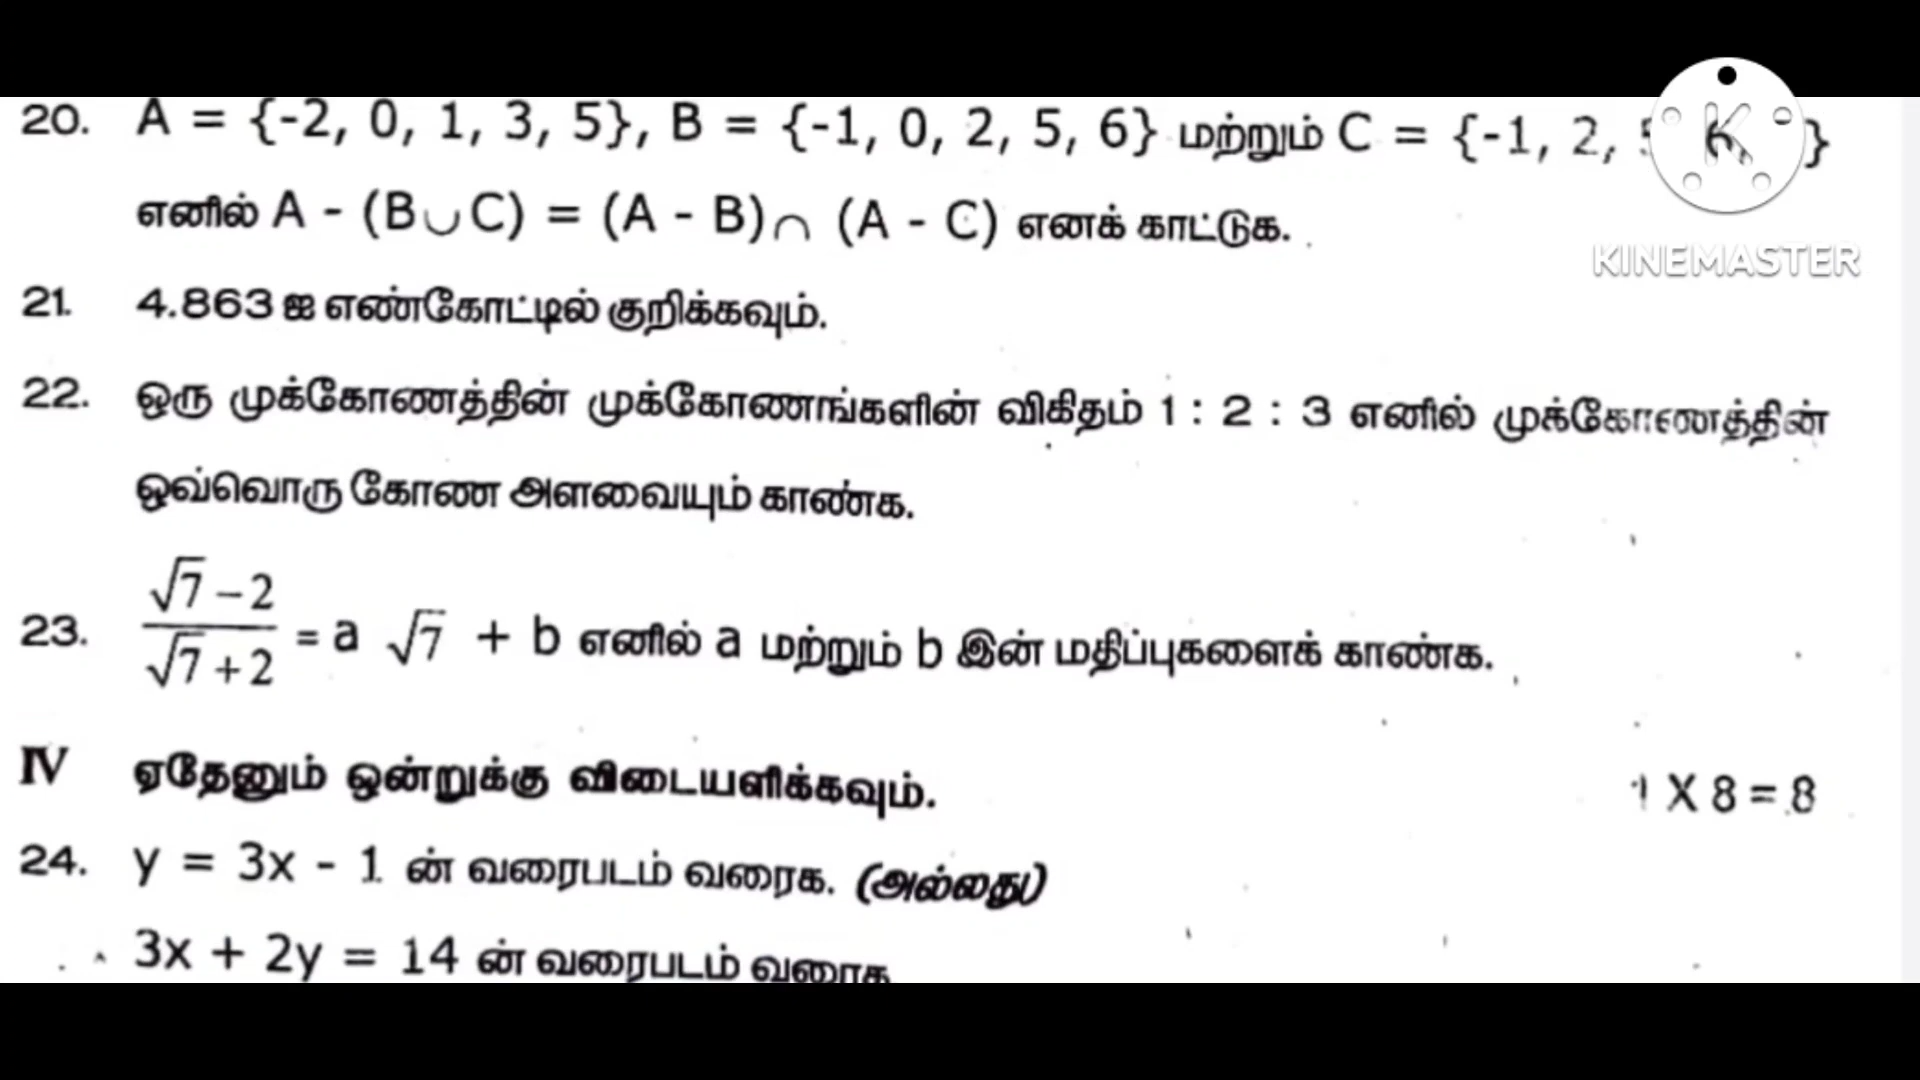 20. A = {-2, 0, 1, 3, 5}, B = {-1, 0, 2, 5, 6} மற்றும் C = {-1, 2, 5, 6, }
எனில் A - (B∪C) = (A - B)∩ (A - C) எனக் காட்டுக.
KINEMASTER
21. 4.863 ஐ எண்கோட்டில் குறிக்கவும்.
22. ஒரு முக்கோணத்தின் முக்கோணங்களின் விகிதம் 1 : 2 : 3 எனில் முக்கோணத்தின்
ஒவ்வொரு கோண அளவையும் காண்க.
23. √7 – 2 / √7 + 2 = a √7 + b எனில் a மற்றும் b இன் மதிப்புகளைக் காண்க.
IV ஏதேனும் ஒன்றுக்கு விடையளிக்கவும். 1 X 8 = 8
24. y = 3x - 1 ன் வரைபடம் வரைக. (அல்லது)
3x + 2y = 14 ன் வரைபடம் வரைக